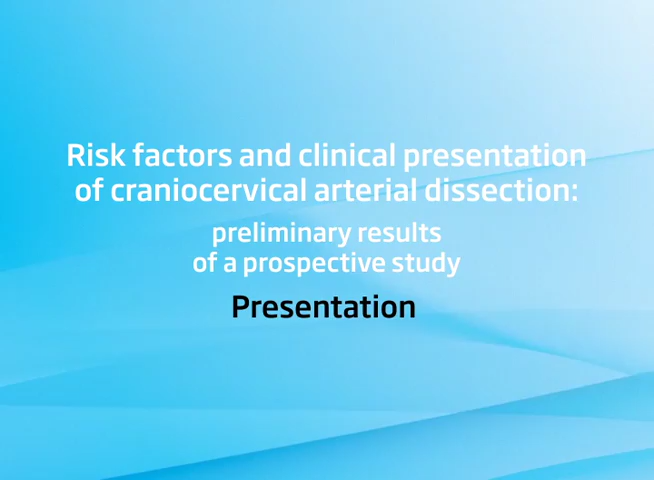 Risk factors and clinical presentation
of craniocervical arterial dissection:
preliminary results
of a prospective study
Presentation